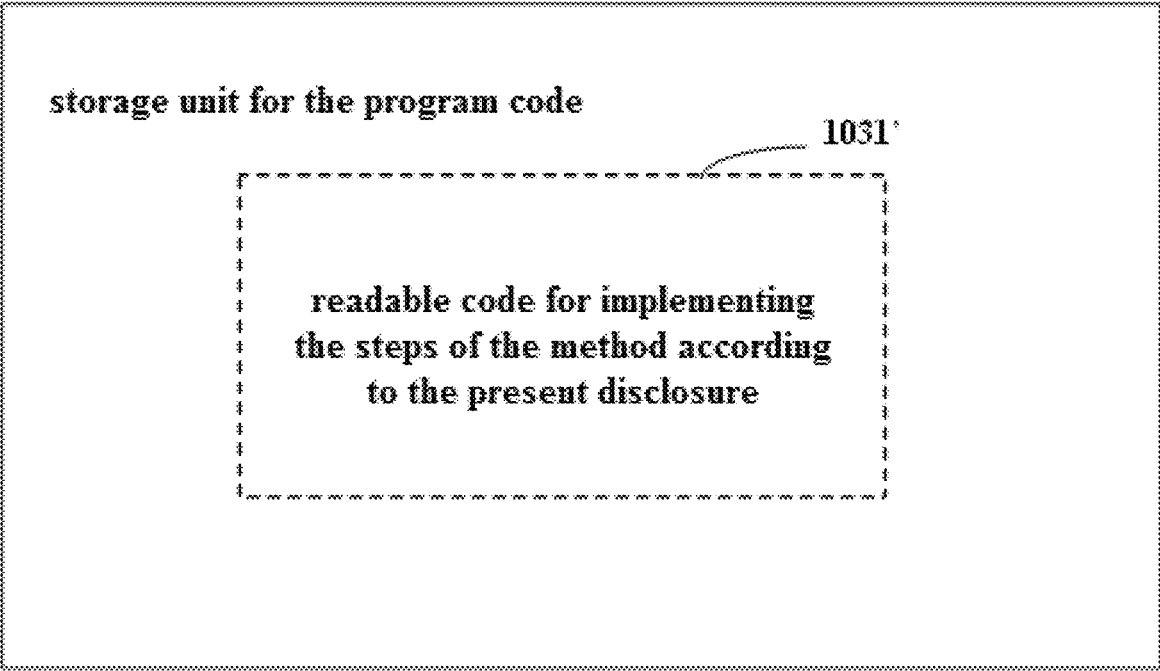 storage unit for the program code
1031'
readable code for implementing
the steps of the method according
to the present disclosure